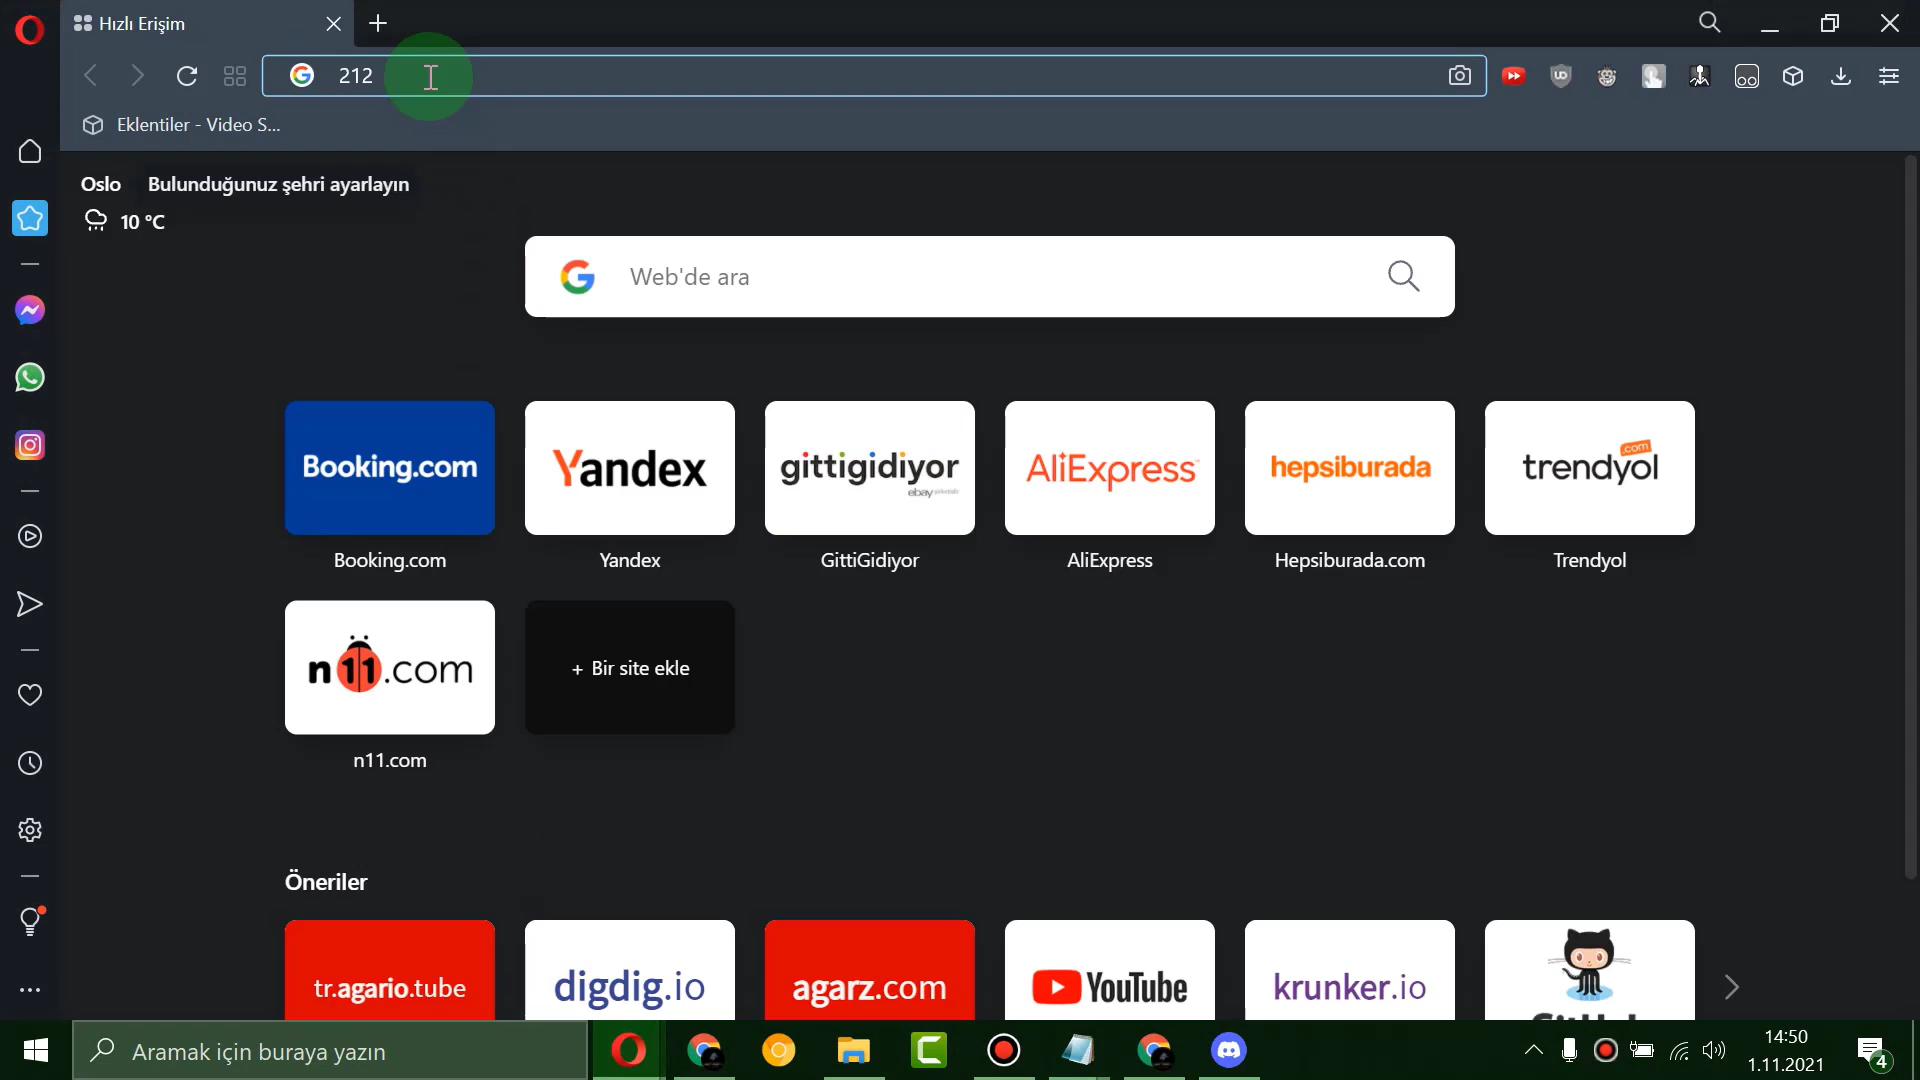 Hızlı Erişim
212
Eklentiler - Video S...
Oslo Bulunduğunuz şehri ayarlayın
10 °C
Web'de ara
Booking.com
Yandex
gittigidiyor
AliExpress
hepsiburada
trendyol
.com
Booking.com
Yandex
GittiGidiyor
AliExpress
Hepsiburada.com
Trendyol
n11.com
+ Bir site ekle
n11.com
Öneriler
tr.agario.tube
digdig.io
agarz.com
YouTube
krunker.io
GitHub
Aramak için buraya yazın
14:50
1.11.2021
4